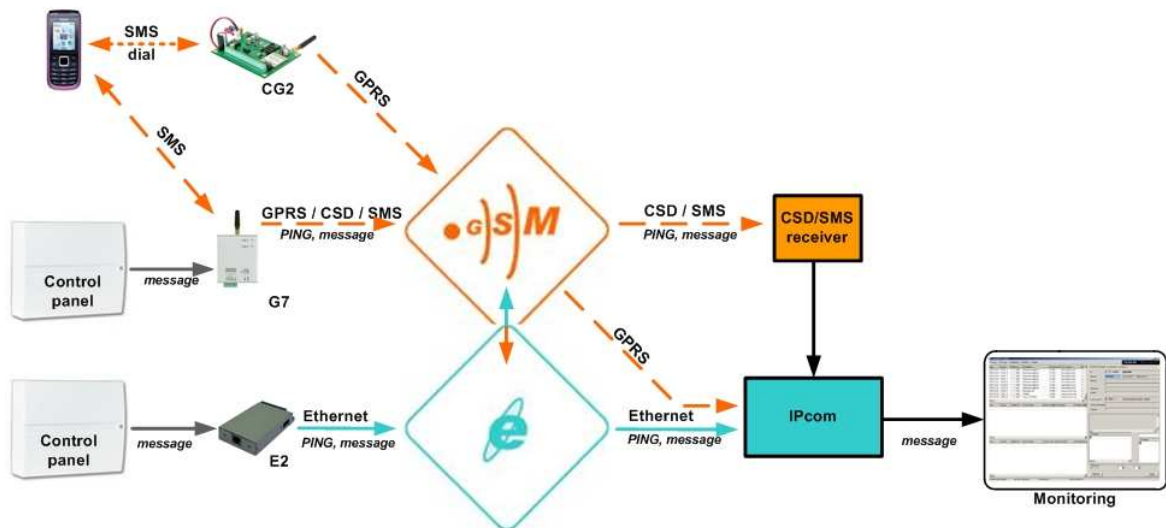 SMS
dial
CG2
GPRS
SMS
GPRS / CSD / SMS
PING, message
GSM
CSD / SMS
PING, message
CSD/SMS
receiver
Control
panel
message
G7
GPRS
Control
panel
message
E2
Ethernet
PING, message
e
Ethernet
PING, message
IPcom
message
Monitoring